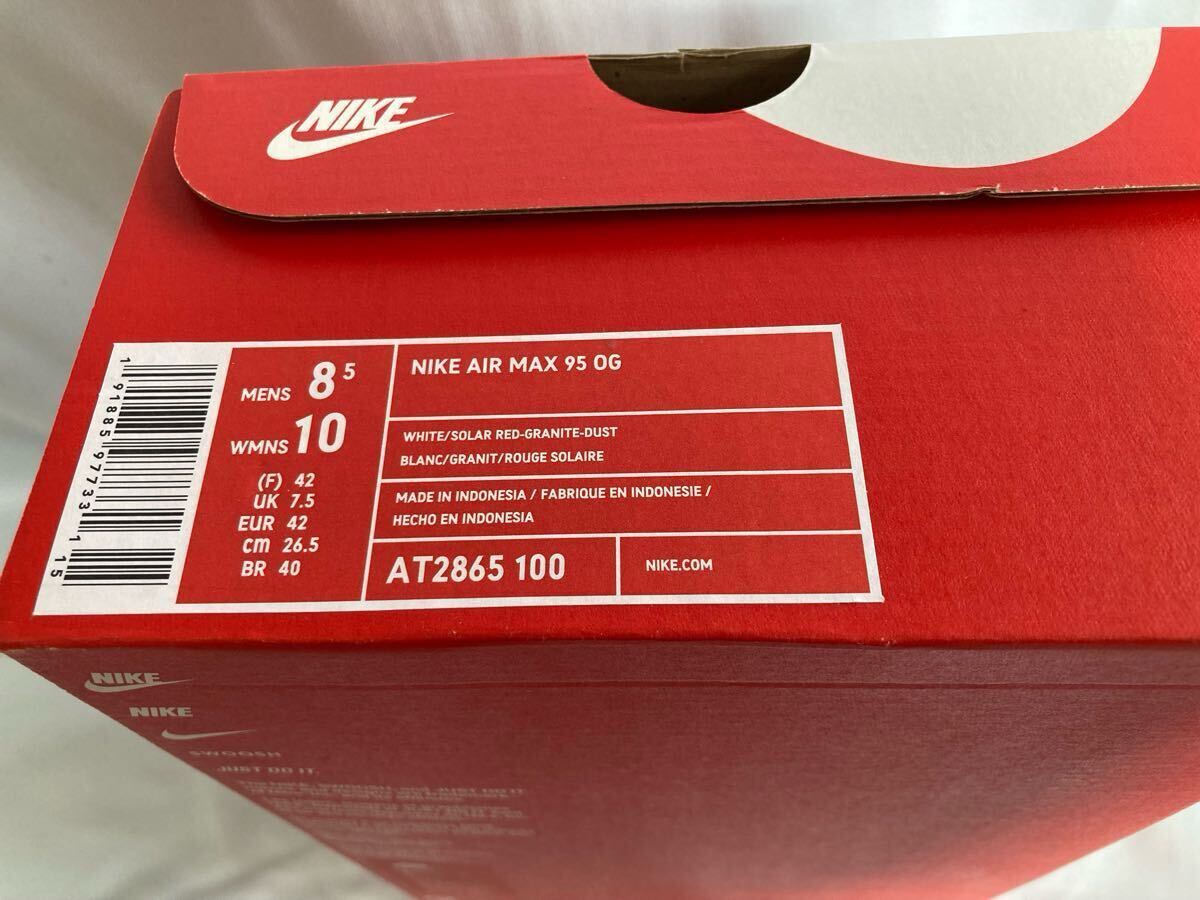 NIKE
MENS 8 5
WMNS 10
(F) 42
UK 7.5
EUR 42
cm 26.5
BR 40
NIKE AIR MAX 95 OG
WHITE/SOLAR RED-GRANITE-DUST
BLANC/GRANIT/ROUGE SOLAIRE
MADE IN INDONESIA / FABRIQUE EN INDONESIE /
HECHO EN INDONESIA
AT2865 100
NIKE.COM
1 91885 97733 1 15
NIKE
NIKE
SWOOSH
JUST DO IT.